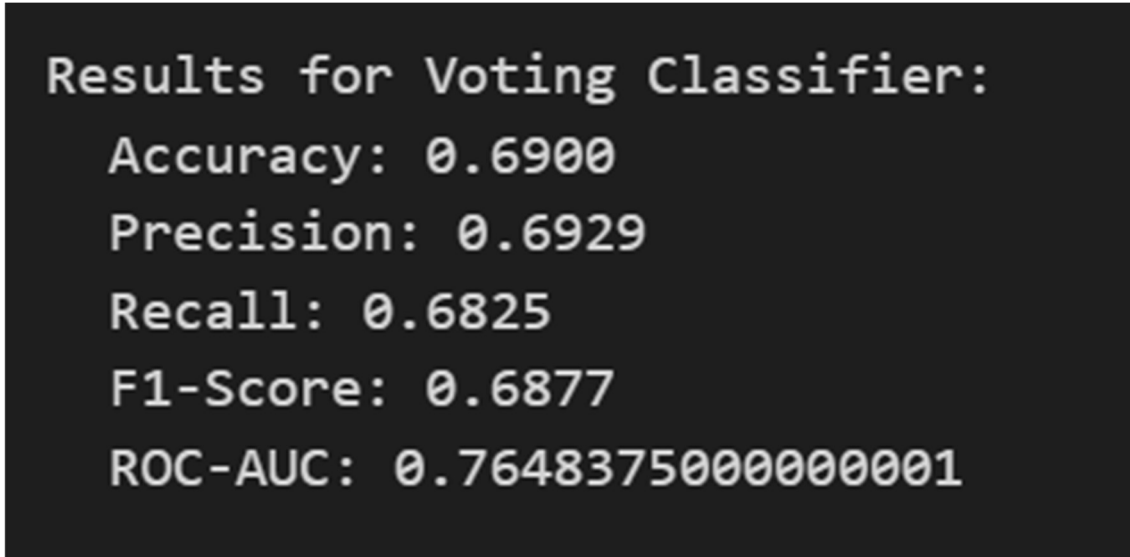 Results for Voting Classifier:
Accuracy: 0.6900
Precision: 0.6929
Recall: 0.6825
F1-Score: 0.6877
ROC-AUC: 0.7648375000000001